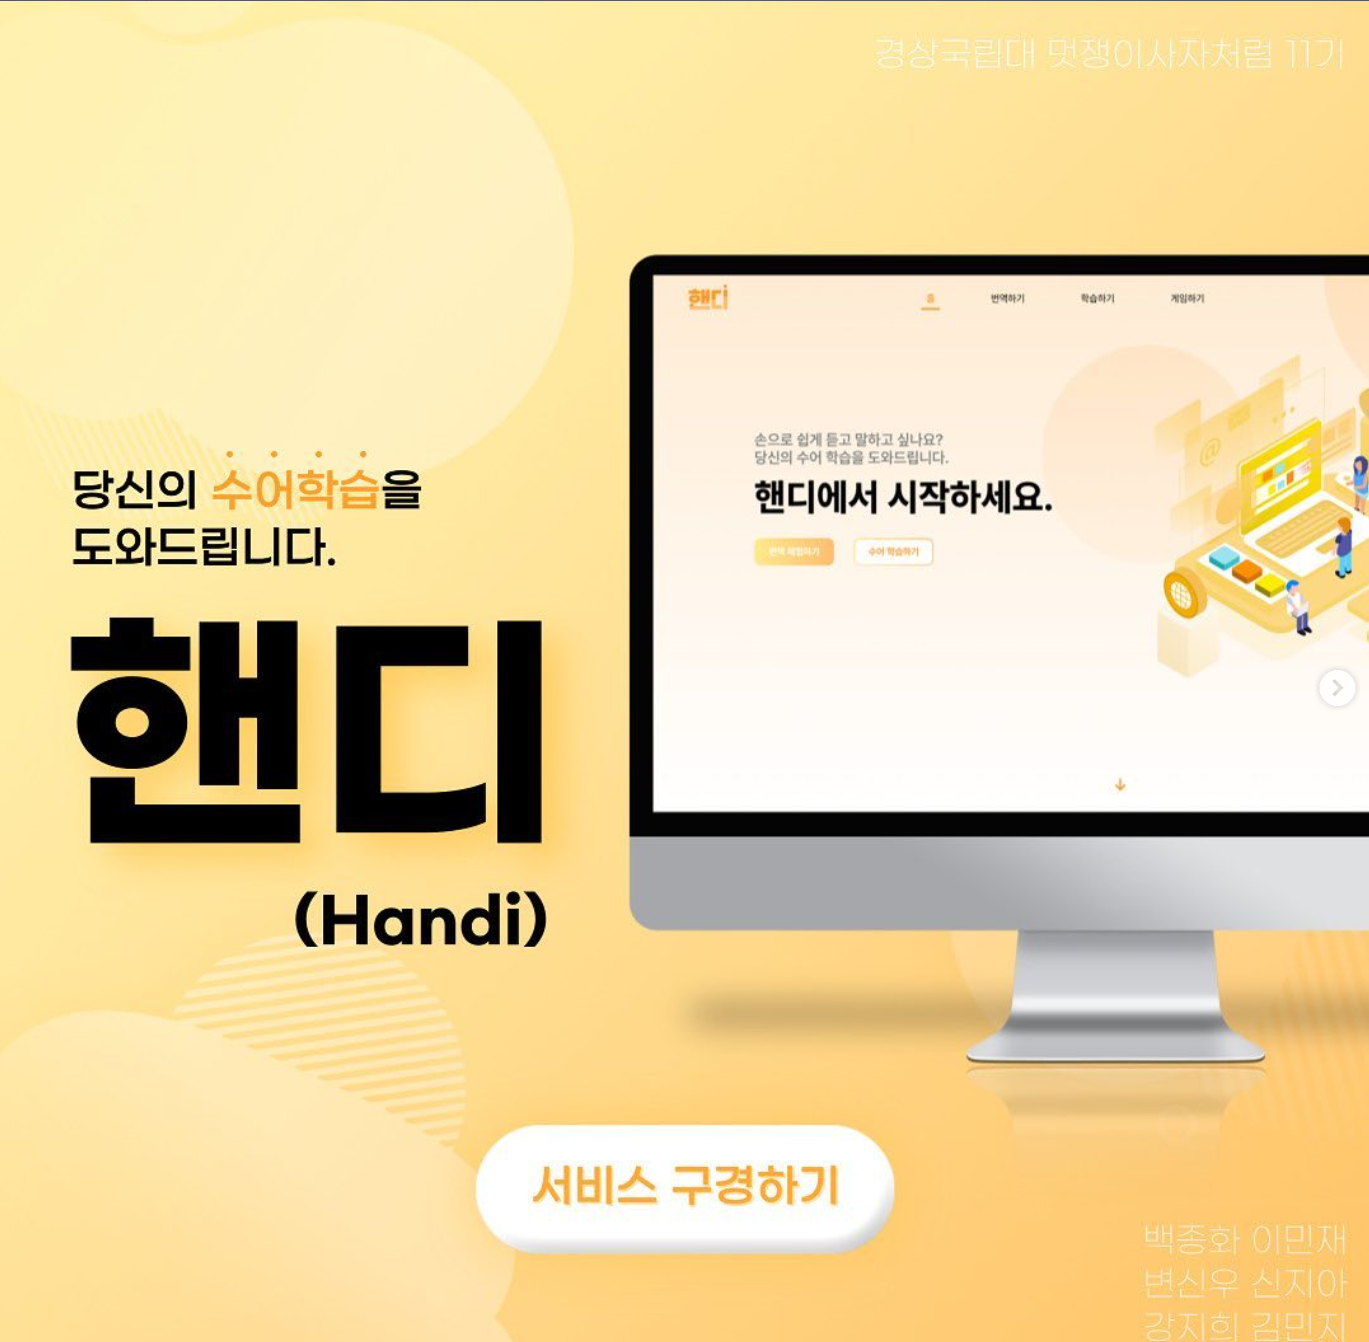 경상국립대 멋쟁이사자처럼 11기
당신의 수어학습을
도와드립니다.
핸디
(Handi)
핸디
홈 번역하기 학습하기 게임하기
손으로 쉽게 듣고 말하고 싶나요?
당신의 수어 학습을 도와드립니다.
핸디에서 시작하세요.
번역 체험하기 수어 학습하기
서비스 구경하기
백종화 이민재
변신우 신지아
강지희 김민지